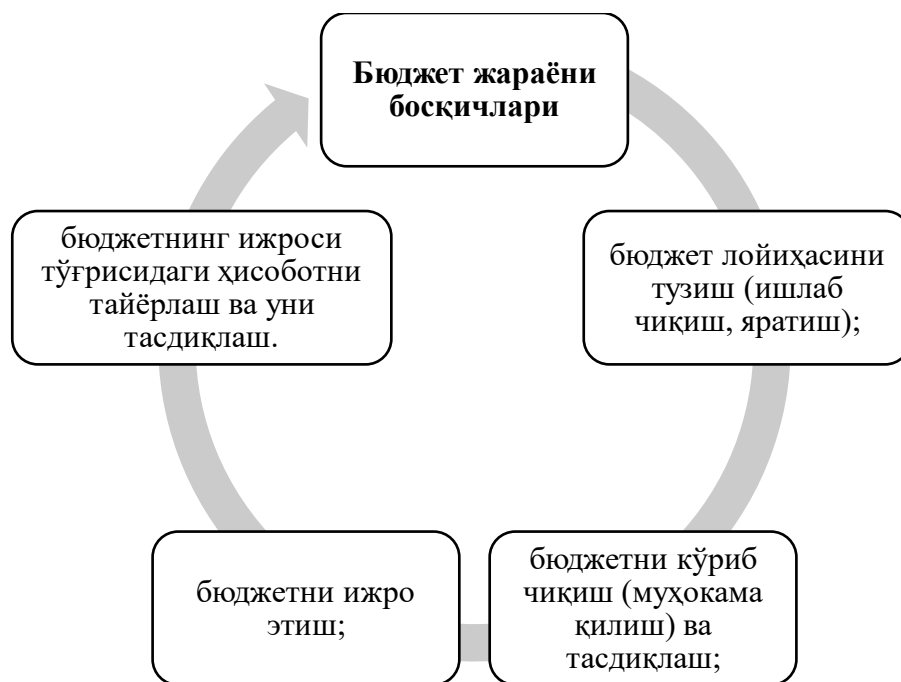 Бюджет жараёни
босқичлари
бюджет лойиҳасини
тузиш (ишлаб
чиқиш, яратиш);
бюджетни кўриб
чиқиш (муҳокама
қилиш) ва
тасдиқлаш;
бюджетни ижро
этиш;
бюджетнинг ижроси
тўғрисидаги ҳисоботни
тайёрлаш ва уни
тасдиқлаш.